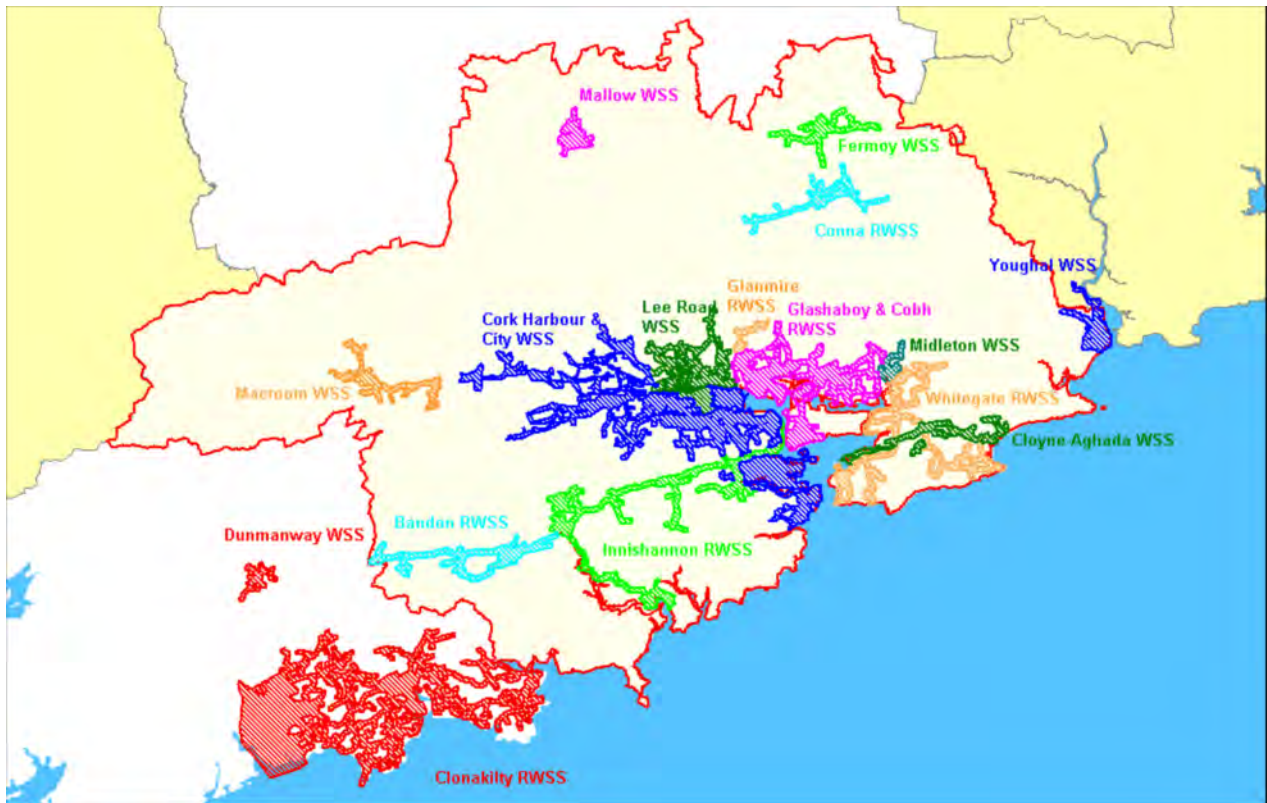 Mallow WSS
Fermoy WSS
Conna RWSS
Youghal WSS
Glanmire
RWSS
Lee Road
WSS
Glashaboy & Cobh
RWSS
Cork Harbour &
City WSS
Midleton WSS
Macroom WSS
Whitegate RWSS
Cloyne Aghada WSS
Bandon RWSS
Dunmanway WSS
Innishannon RWSS
Clonakilty RWSS